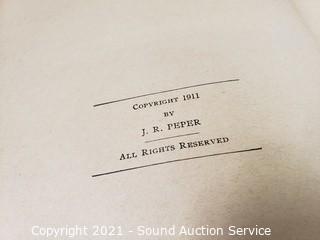 COPYRIGHT 1911
BY
J. R. PEPER
ALL RIGHTS RESERVED
Copyright 2021 - Sound Auction Service